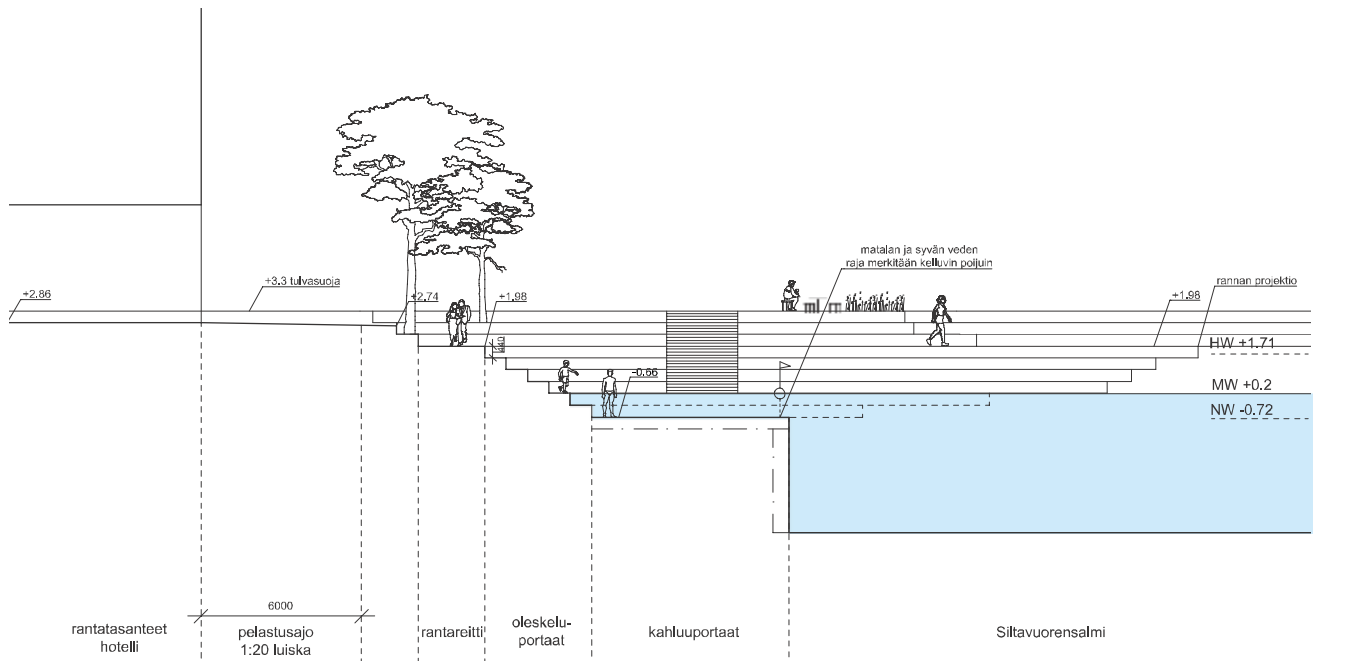 matalan ja syvän veden
raja merkitään kelluvin poijuin
+3.3 tulvasuoja
rannan projektio
+2.86
+2.74
+1.98
+1.98
440
HW +1.71
-0.66
MW +0.2
NW -0.72
6000
rantatasanteet
hotelli
pelastusajo
1:20 luiska
rantareitti
oleskelu-
portaat
kahluuportaat
Siltavuorensalmi